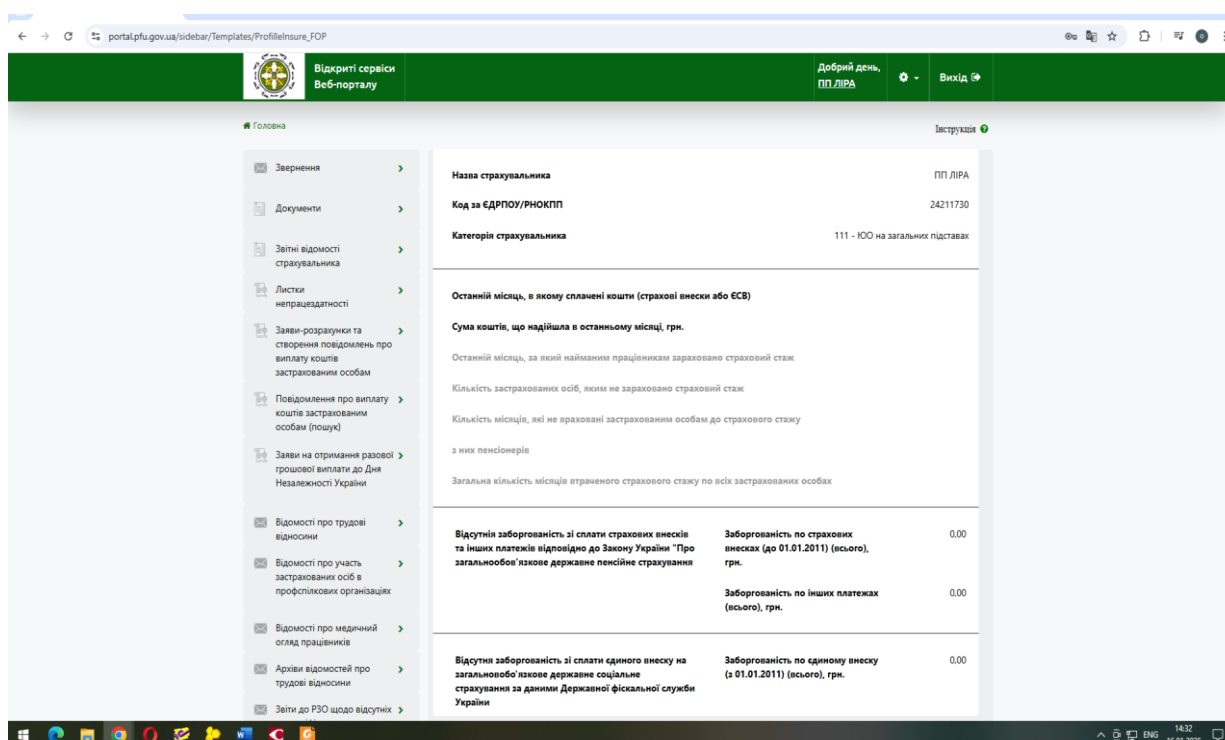 portal.pfu.gov.ua/sidebar/Templates/ProfilleInsure_FOP
Відкриті сервіси
Веб-порталу
Добрий день,
ПП ЛІРА
Вихід
Головна
Інструкція
Звернення
Документи
Звітні відомості
страхувальника
Листки
непрацездатності
Заяви-розрахунки та
створення повідомлень про
виплату коштів
застрахованим особам
Повідомлення про виплату
коштів застрахованим
особам (пошук)
Заяви на отримання разової
грошової виплати до Дня
Незалежності України
Відомості про трудові
відносини
Відомості про участь
застрахованих осіб в
профспілкових організаціях
Відомості про медичний
огляд працівників
Архіви відомостей про
трудові відносини
Звіти до РЗО щодо відсутніх
Назва страхувальника ПП ЛІРА
Код за ЄДРПОУ/РНОКПП 24211730
Категорія страхувальника 111 - ЮО на загальних підставах
Останній місяць, в якому сплачені кошти (страхові внески або ЄСВ)
Сума коштів, що надійшла в останньому місяці, грн.
Останній місяць, за який найманим працівникам зараховано страховий стаж
Кількість застрахованих осіб, яким не зараховано страховий стаж
Кількість місяців, які не враховані застрахованим особам до страхового стажу
з них пенсіонерів
Загальна кількість місяців втраченого страхового стажу по всіх застрахованих особах
Відсутнія заборгованість зі сплати страхових внесків
та інших платежів відповідно до Закону України "Про
загальнообов'язкове державне пенсійне страхування
Заборгованість по страхових
внесках (до 01.01.2011) (всього),
грн.
0,00
Заборгованість по інших платежах
(всього), грн.
0,00
Відсутня заборгованість зі сплати єдиного внеску на
загальновобо'язкове державне соціальне
страхування за даними Державної фіскальної служби
України
Заборгованість по єдиному внеску
(з 01.01.2011) (всього), грн.
0,00
ENG
14:32